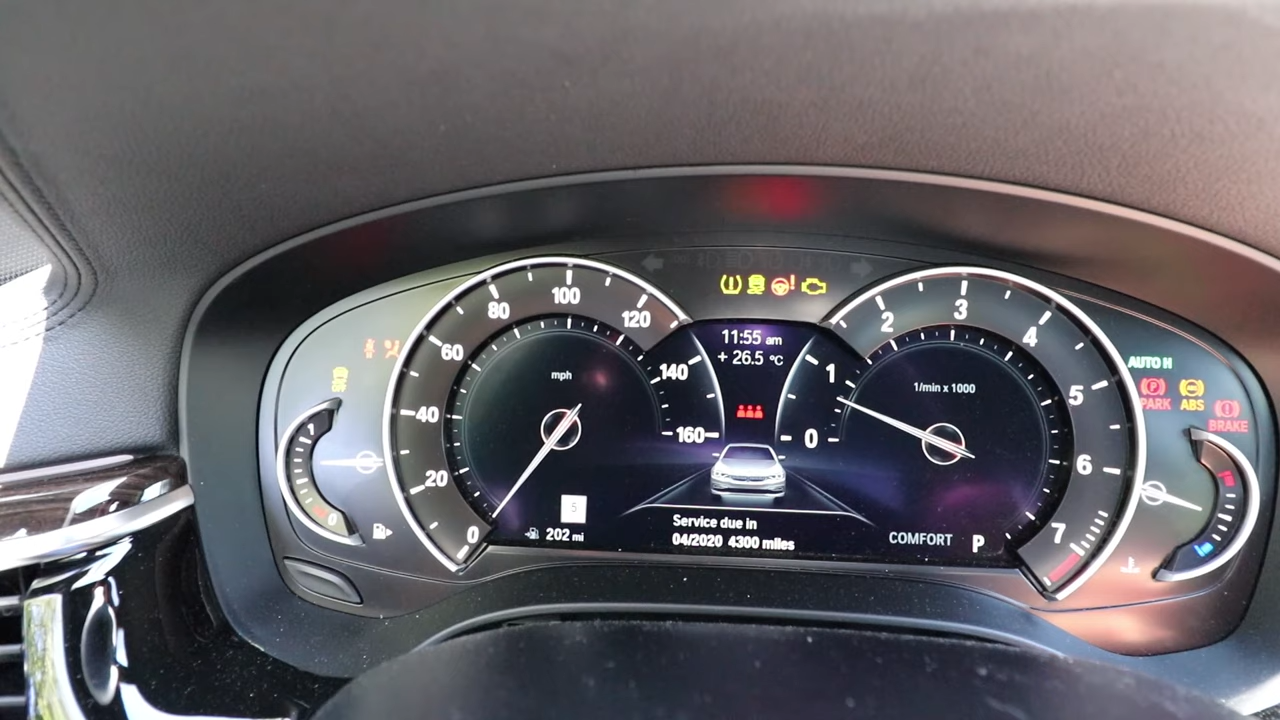 100
80
120
60
140
40
160
20
0
mph
1
0
5
202 mi
11:55 am
+ 26.5 °C
Service due in
04/2020 4300 miles
3
2
4
1
5
0
6
7
1/min x 1000
COMFORT P
AUTO H
PARK
ABS
BRAKE